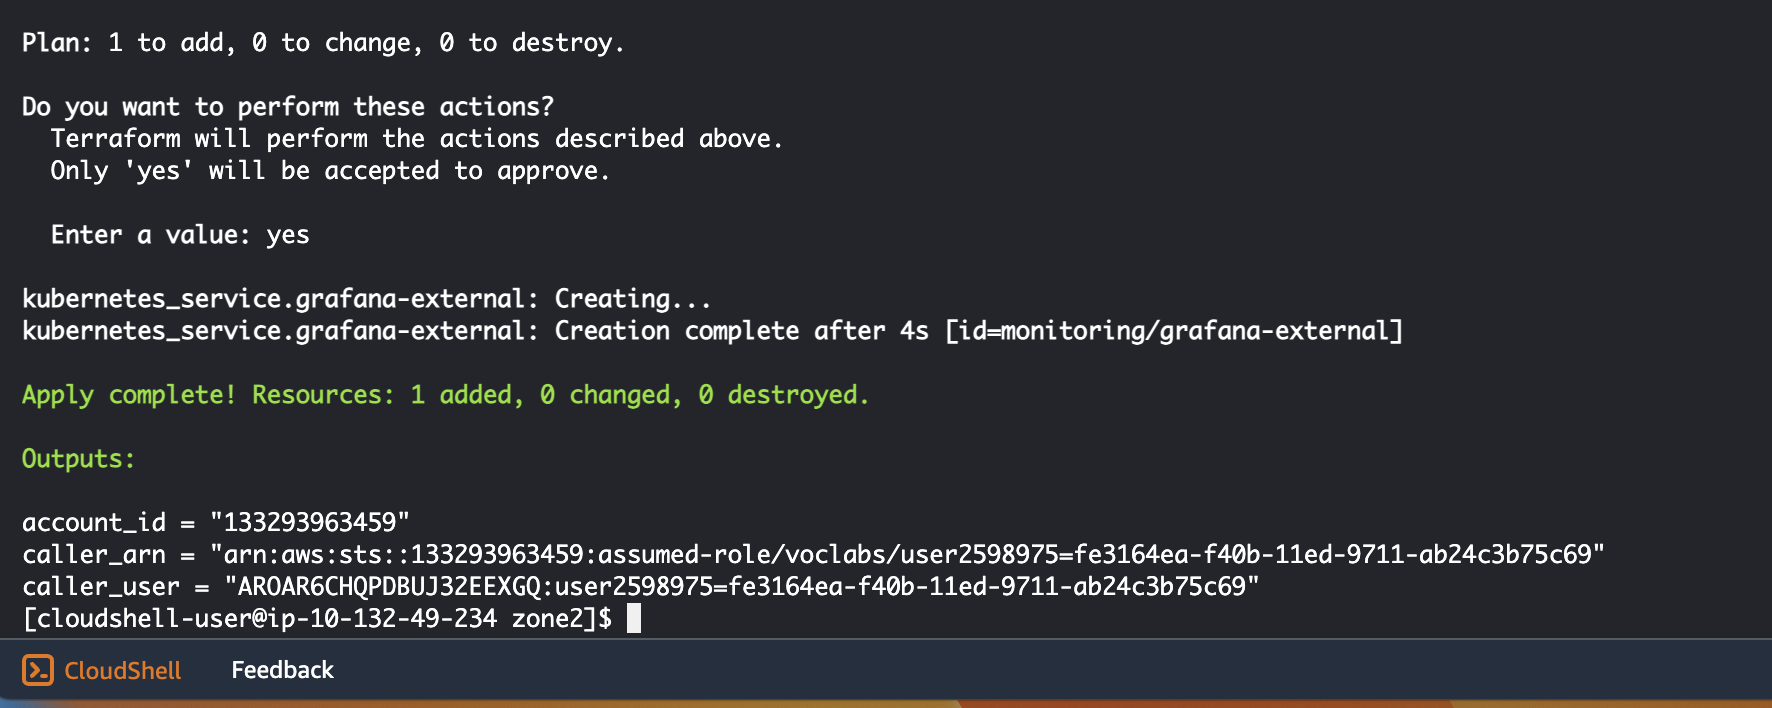 Plan: 1 to add, 0 to change, 0 to destroy.
Do you want to perform these actions?
Terraform will perform the actions described above.
Only 'yes' will be accepted to approve.
Enter a value: yes
kubernetes_service.grafana-external: Creating...
kubernetes_service.grafana-external: Creation complete after 4s [id=monitoring/grafana-external]
Apply complete! Resources: 1 added, 0 changed, 0 destroyed.
Outputs:
account_id = "133293963459"
caller_arn = "arn:aws:sts::133293963459:assumed-role/voclabs/user2598975=fe3164ea-f40b-11ed-9711-ab24c3b75c69"
caller_user = "AROAR6CHQPDBUJ32EEXGQ:user2598975=fe3164ea-f40b-11ed-9711-ab24c3b75c69"
[cloudshell-user@ip-10-132-49-234 zone2]$
CloudShell Feedback